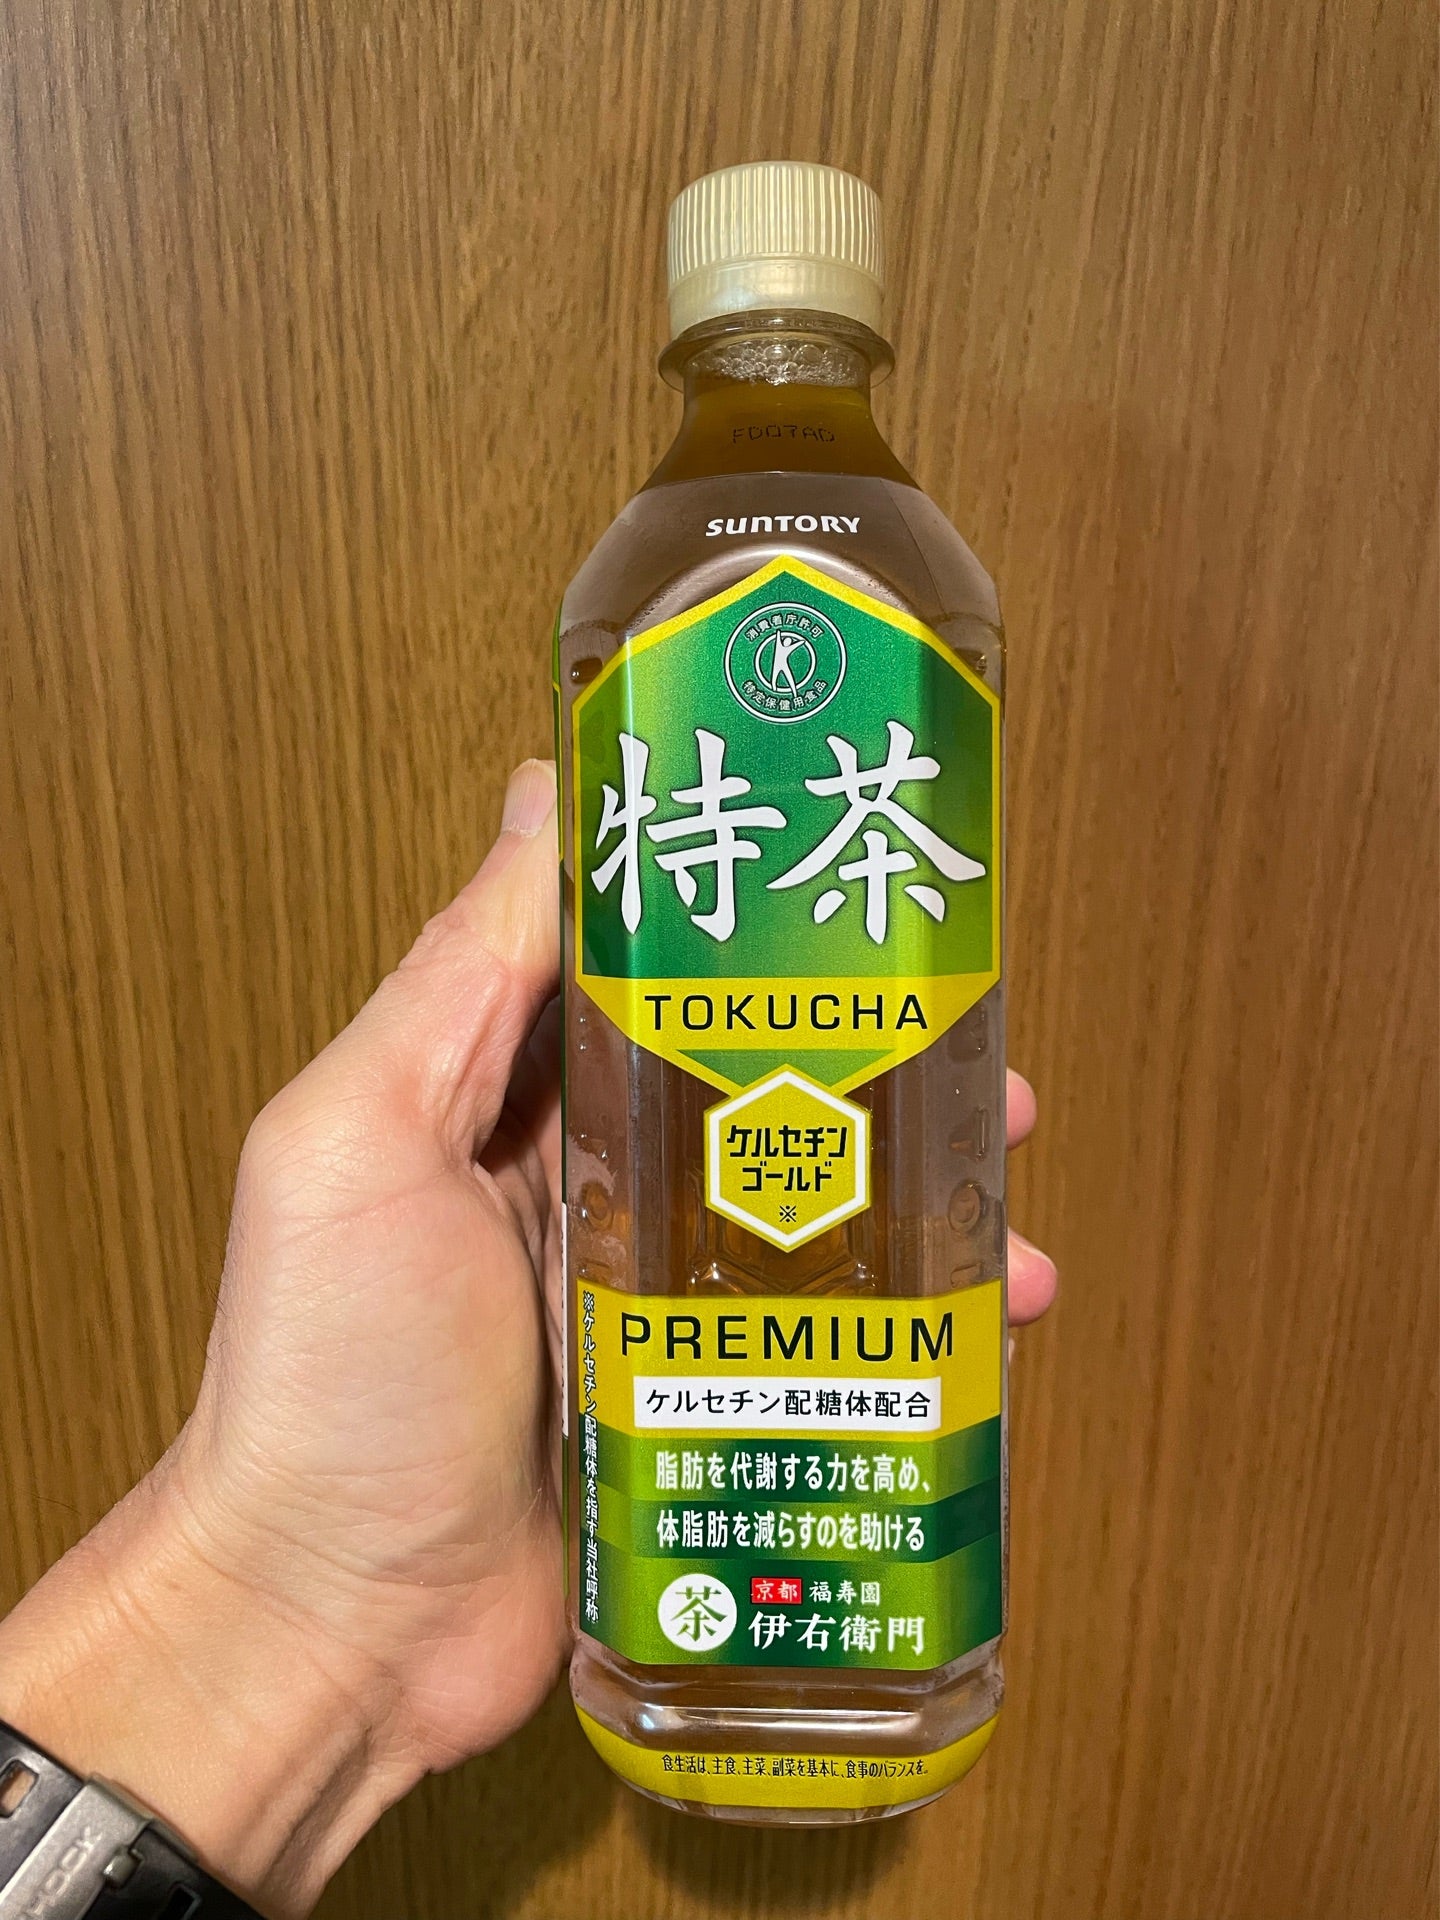 FD07AD
SUNTORY
消費者庁許可
特定保健用食品
特茶
TOKUCHA
ケルセチン
ゴールド
※
PREMIUM
ケルセチン配糖体配合
※ケルセチン配糖体を指す当社呼称
脂肪を代謝する力を高め、
体脂肪を減らすのを助ける
茶
京都 福寿園
伊右衛門
食生活は、主食、主菜、副菜を基本に、食事のバランスを。